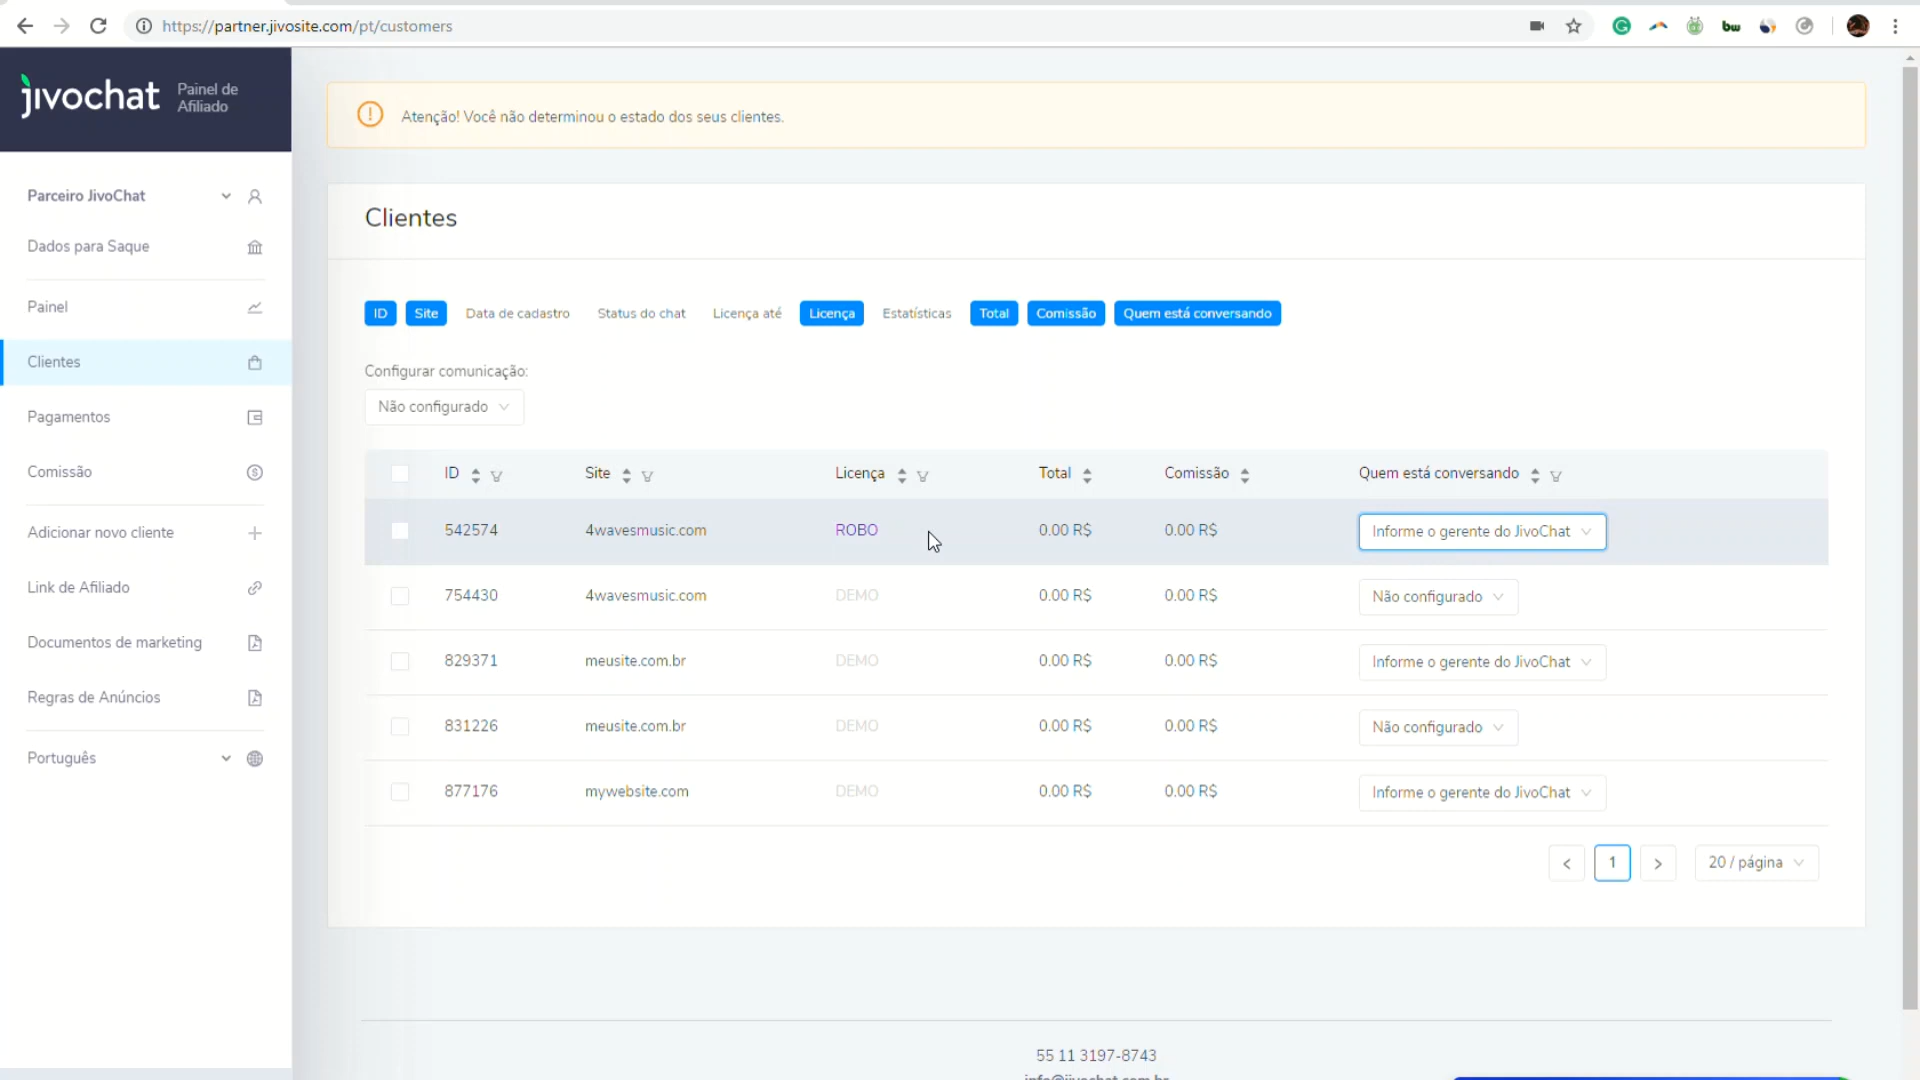 https://partner.jivosite.com/pt/customers
bw
jivochat
Painel de
Afiliado
Atenção! Você não determinou o estado dos seus clientes.
Parceiro JivoChat
Dados para Saque
Painel
Clientes
Pagamentos
Comissão
Adicionar novo cliente
Link de Afiliado
Documentos de marketing
Regras de Anúncios
Português
Clientes
ID Site Data de cadastro Status do chat Licença até Licença Estatísticas Total Comissão Quem está conversando
Configurar comunicação:
Não configurado
ID Site Licença Total Comissão Quem está conversando
542574 4wavesmusic.com ROBO 0.00 R$ 0.00 R$ Informe o gerente do JivoChat
754430 4wavesmusic.com DEMO 0.00 R$ 0.00 R$ Não configurado
829371 meusite.com.br DEMO 0.00 R$ 0.00 R$ Informe o gerente do JivoChat
831226 meusite.com.br DEMO 0.00 R$ 0.00 R$ Não configurado
877176 mywebsite.com DEMO 0.00 R$ 0.00 R$ Informe o gerente do JivoChat
< 1 > 20 / página
55 11 3197-8743